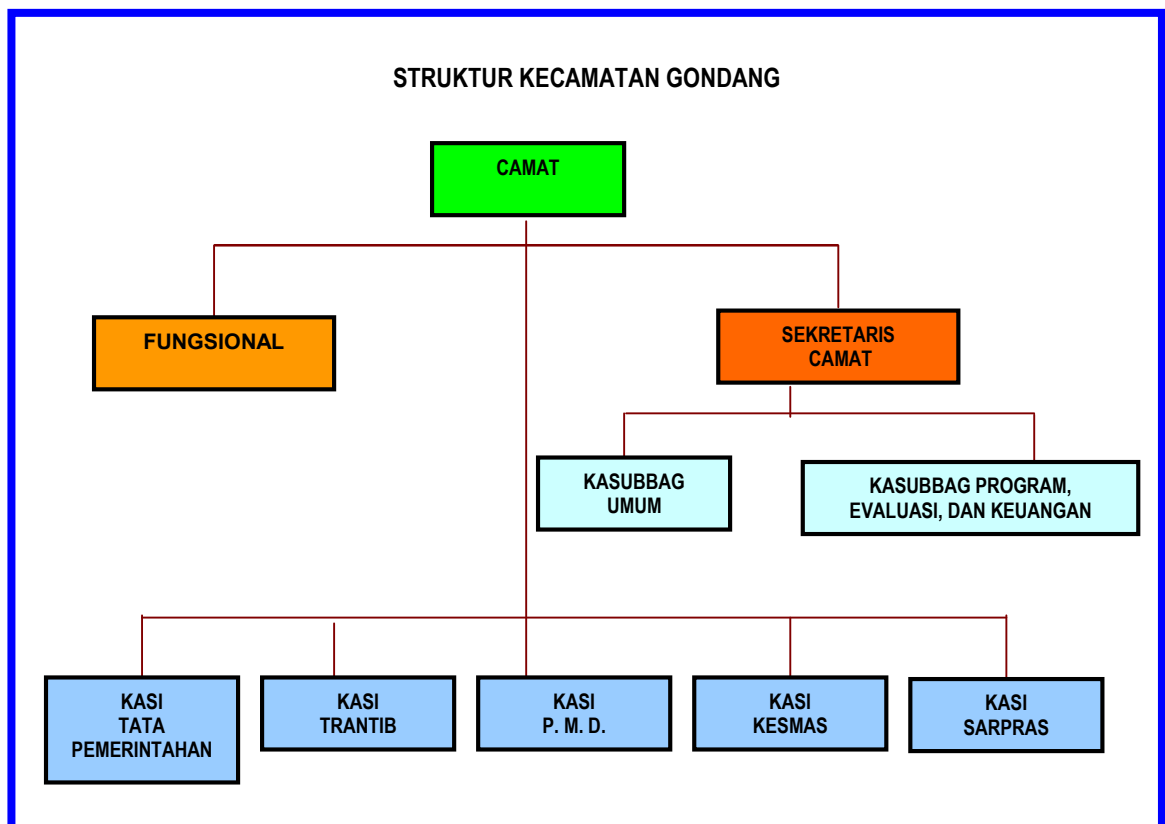 STRUKTUR KECAMATAN GONDANG
CAMAT
FUNGSIONAL
SEKRETARIS
CAMAT
KASUBBAG
UMUM
KASUBBAG PROGRAM,
EVALUASI, DAN KEUANGAN
KASI
TATA
PEMERINTAHAN
KASI
TRANTIB
KASI
P. M. D.
KASI
KESMAS
KASI
SARPRAS